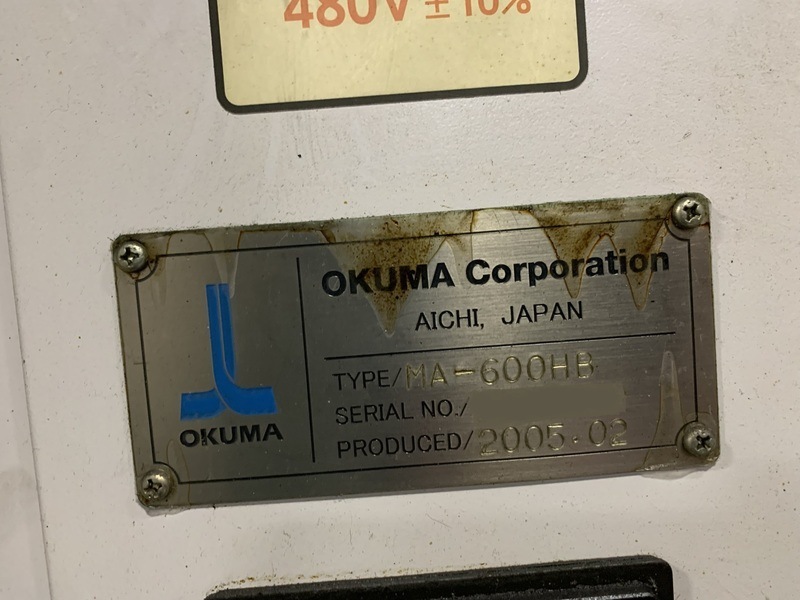 480V ± 10%
OKUMA Corporation
AICHI, JAPAN
OKUMA
TYPE/MA-600HB
SERIAL NO./
PRODUCED/2005.02